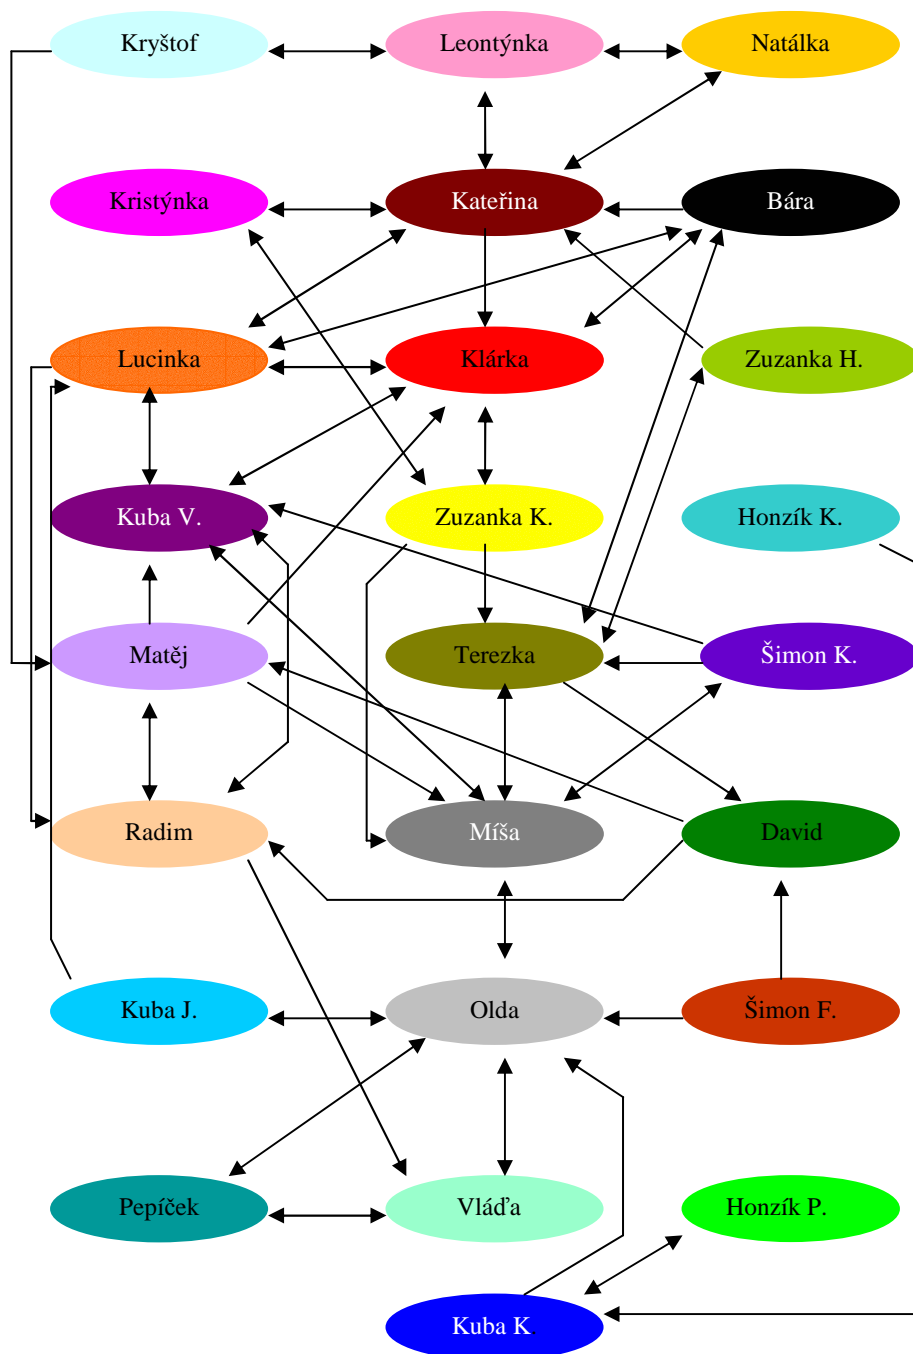 Kryštof
Leontýnka
Natálka
Kristýnka
Kateřina
Bára
Lucinka
Klárka
Zuzanka H.
Kuba V.
Zuzanka K.
Honzík K.
Matěj
Terezka
Šimon K.
Radim
Míša
David
Kuba J.
Olda
Šimon F.
Pepíček
Vláďa
Honzík P.
Kuba K.